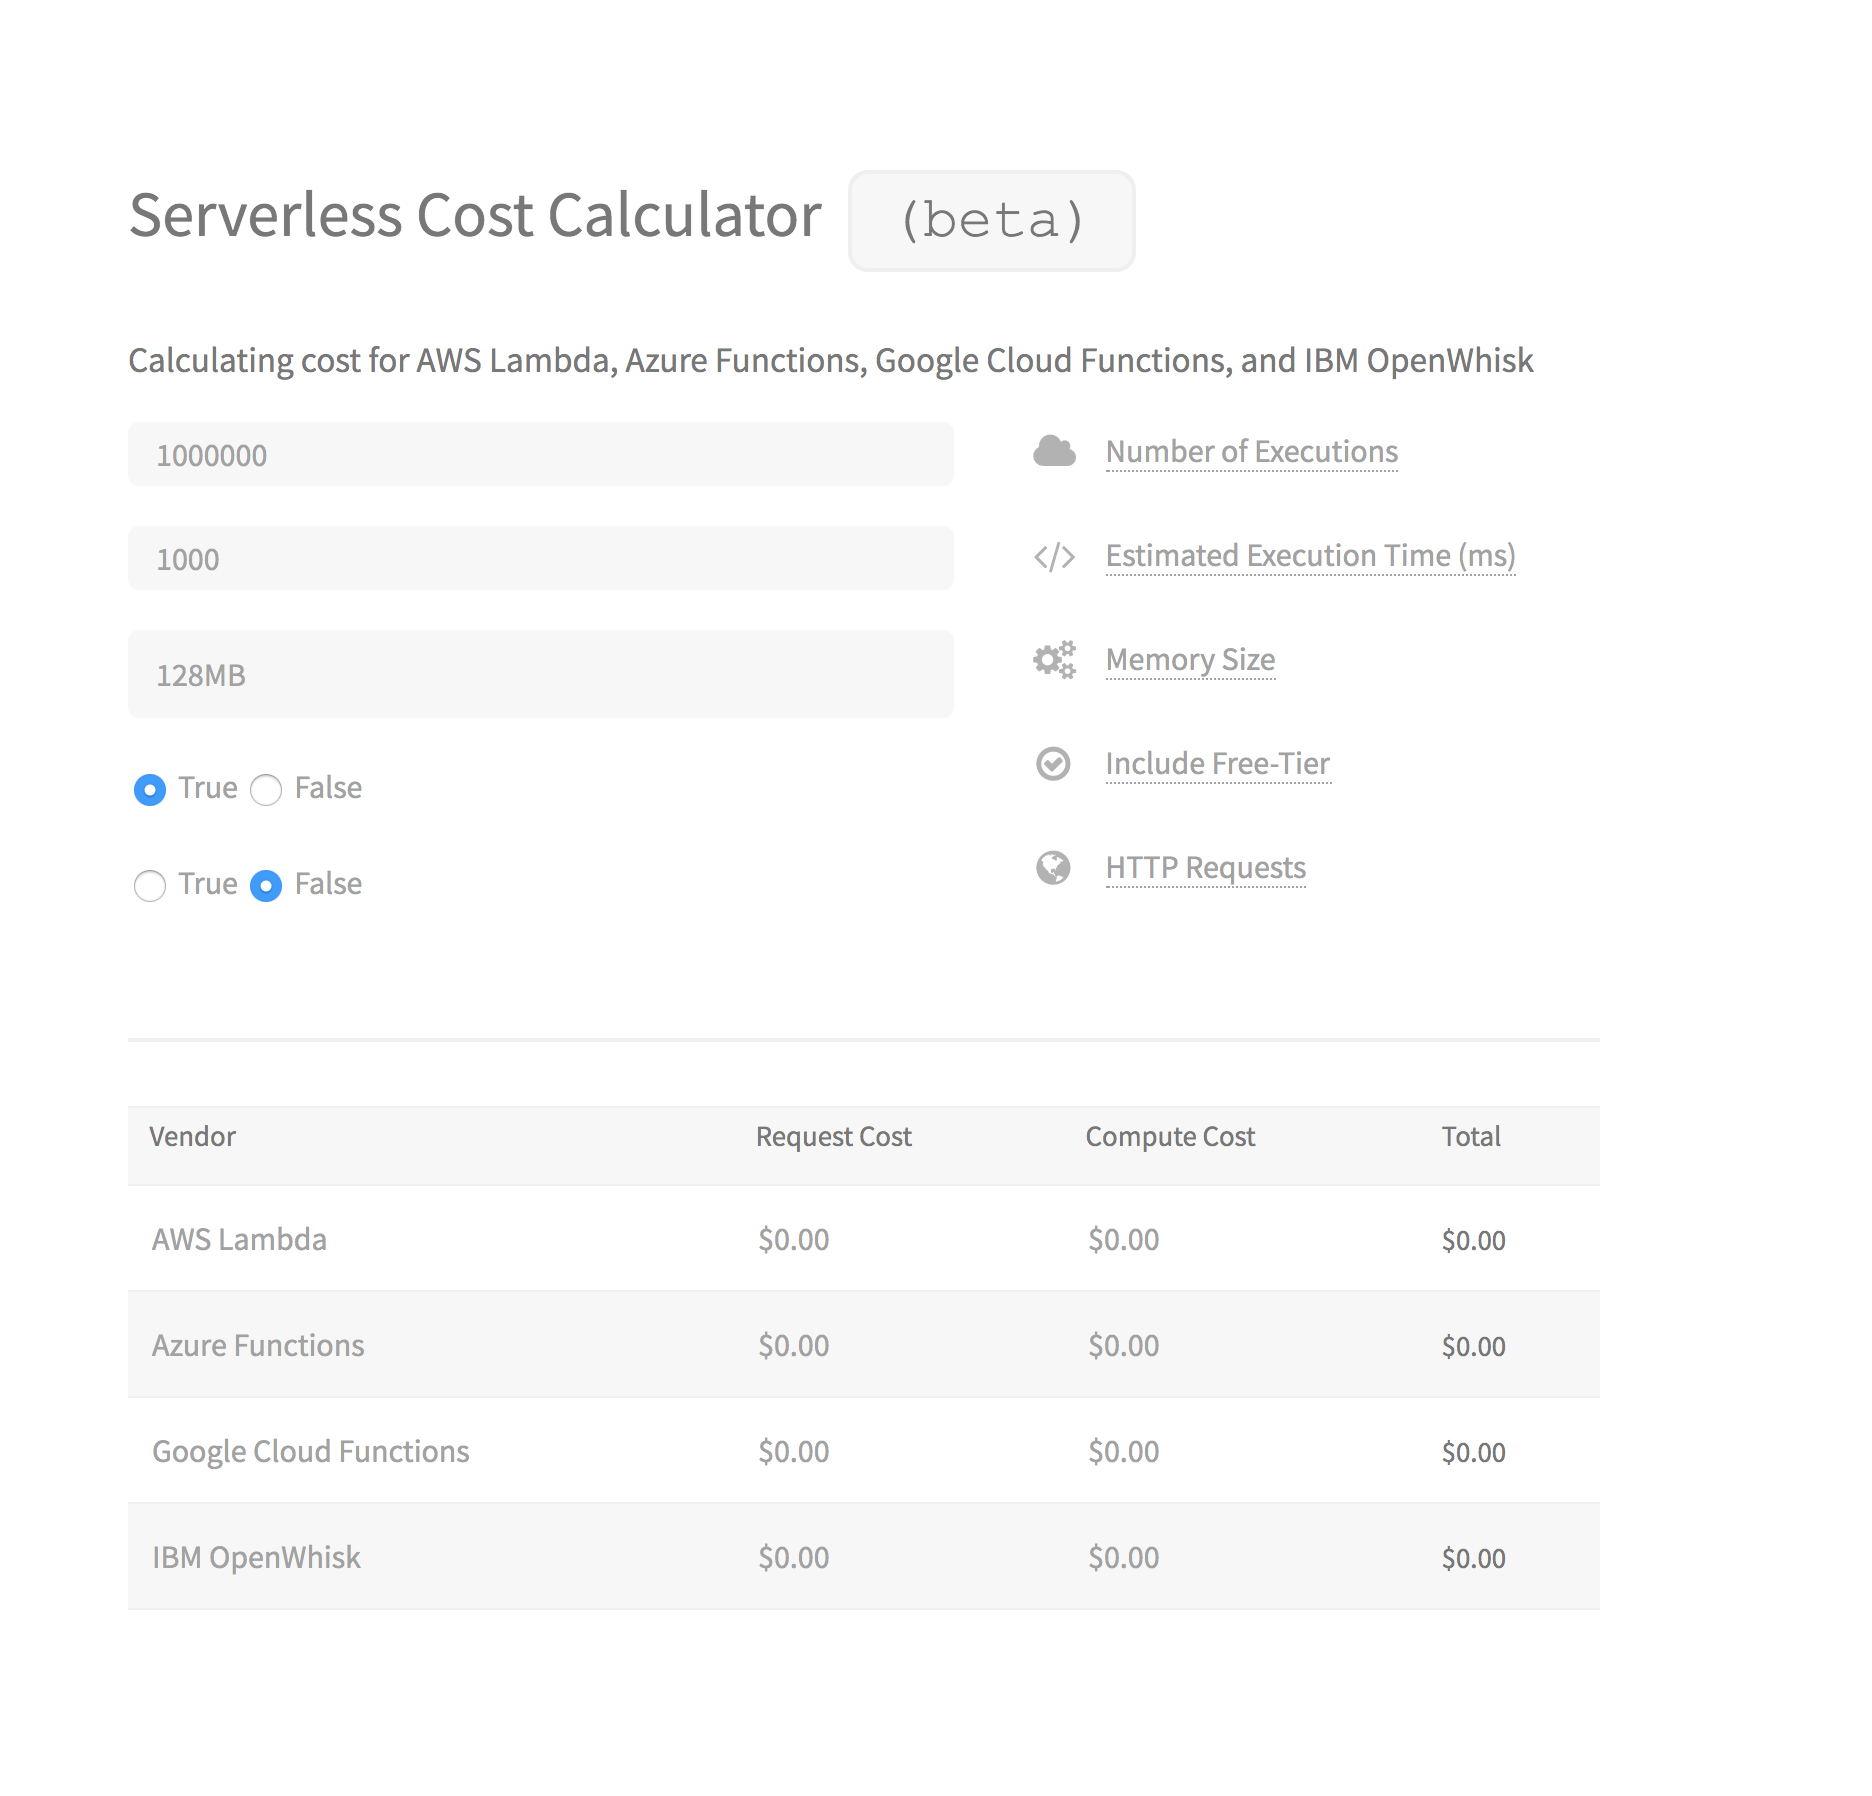 Serverless Cost Calculator (beta)
Calculating cost for AWS Lambda, Azure Functions, Google Cloud Functions, and IBM OpenWhisk
1000000 Number of Executions
1000 Estimated Execution Time (ms)
128MB Memory Size
True False Include Free-Tier
True False HTTP Requests
Vendor Request Cost Compute Cost Total
AWS Lambda $0.00 $0.00 $0.00
Azure Functions $0.00 $0.00 $0.00
Google Cloud Functions $0.00 $0.00 $0.00
IBM OpenWhisk $0.00 $0.00 $0.00